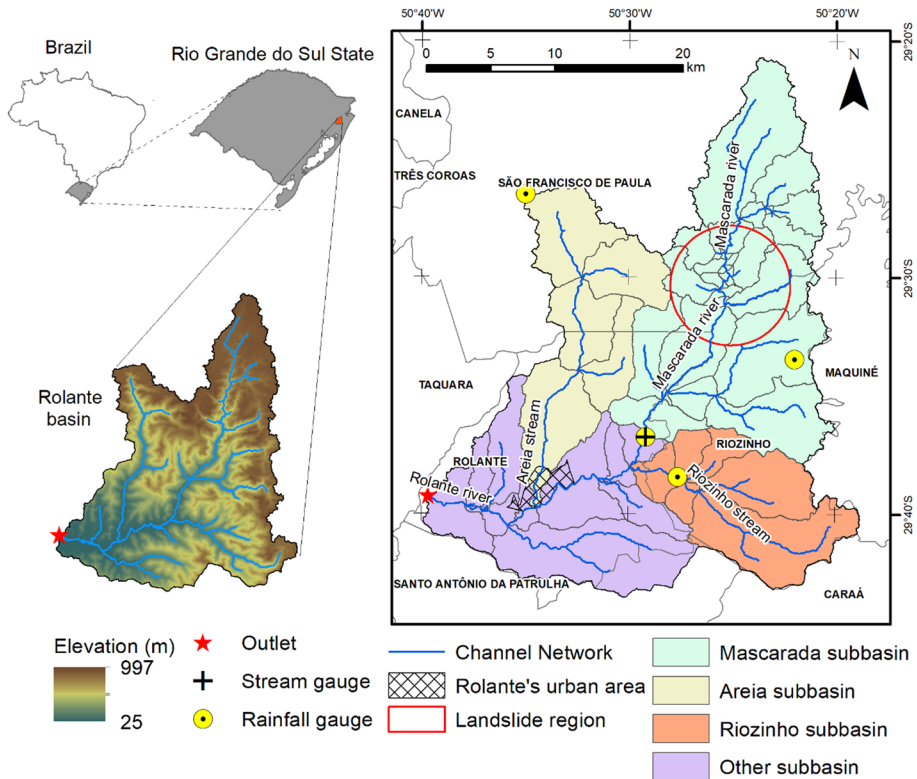 Brazil
Rio Grande do Sul State
Rolante
basin
50°40'W
50°30'W
50°20'W
0
5
10
20
km
N
29°20'S
29°30'S
29°40'S
CANELA
TRÊS COROAS
SÃO FRANCISCO DE PAULA
Mascarada river
Mascarada river
TAQUARA
MAQUINÉ
Areia stream
ROLANTE
RIOZINHO
Rolante river
Riozinho stream
SANTO ANTÔNIO DA PATRULHA
CARAÁ
Elevation (m)
997
25
Outlet
Stream gauge
Rainfall gauge
Channel Network
Rolante's urban area
Landslide region
Mascarada subbasin
Areia subbasin
Riozinho subbasin
Other subbasin